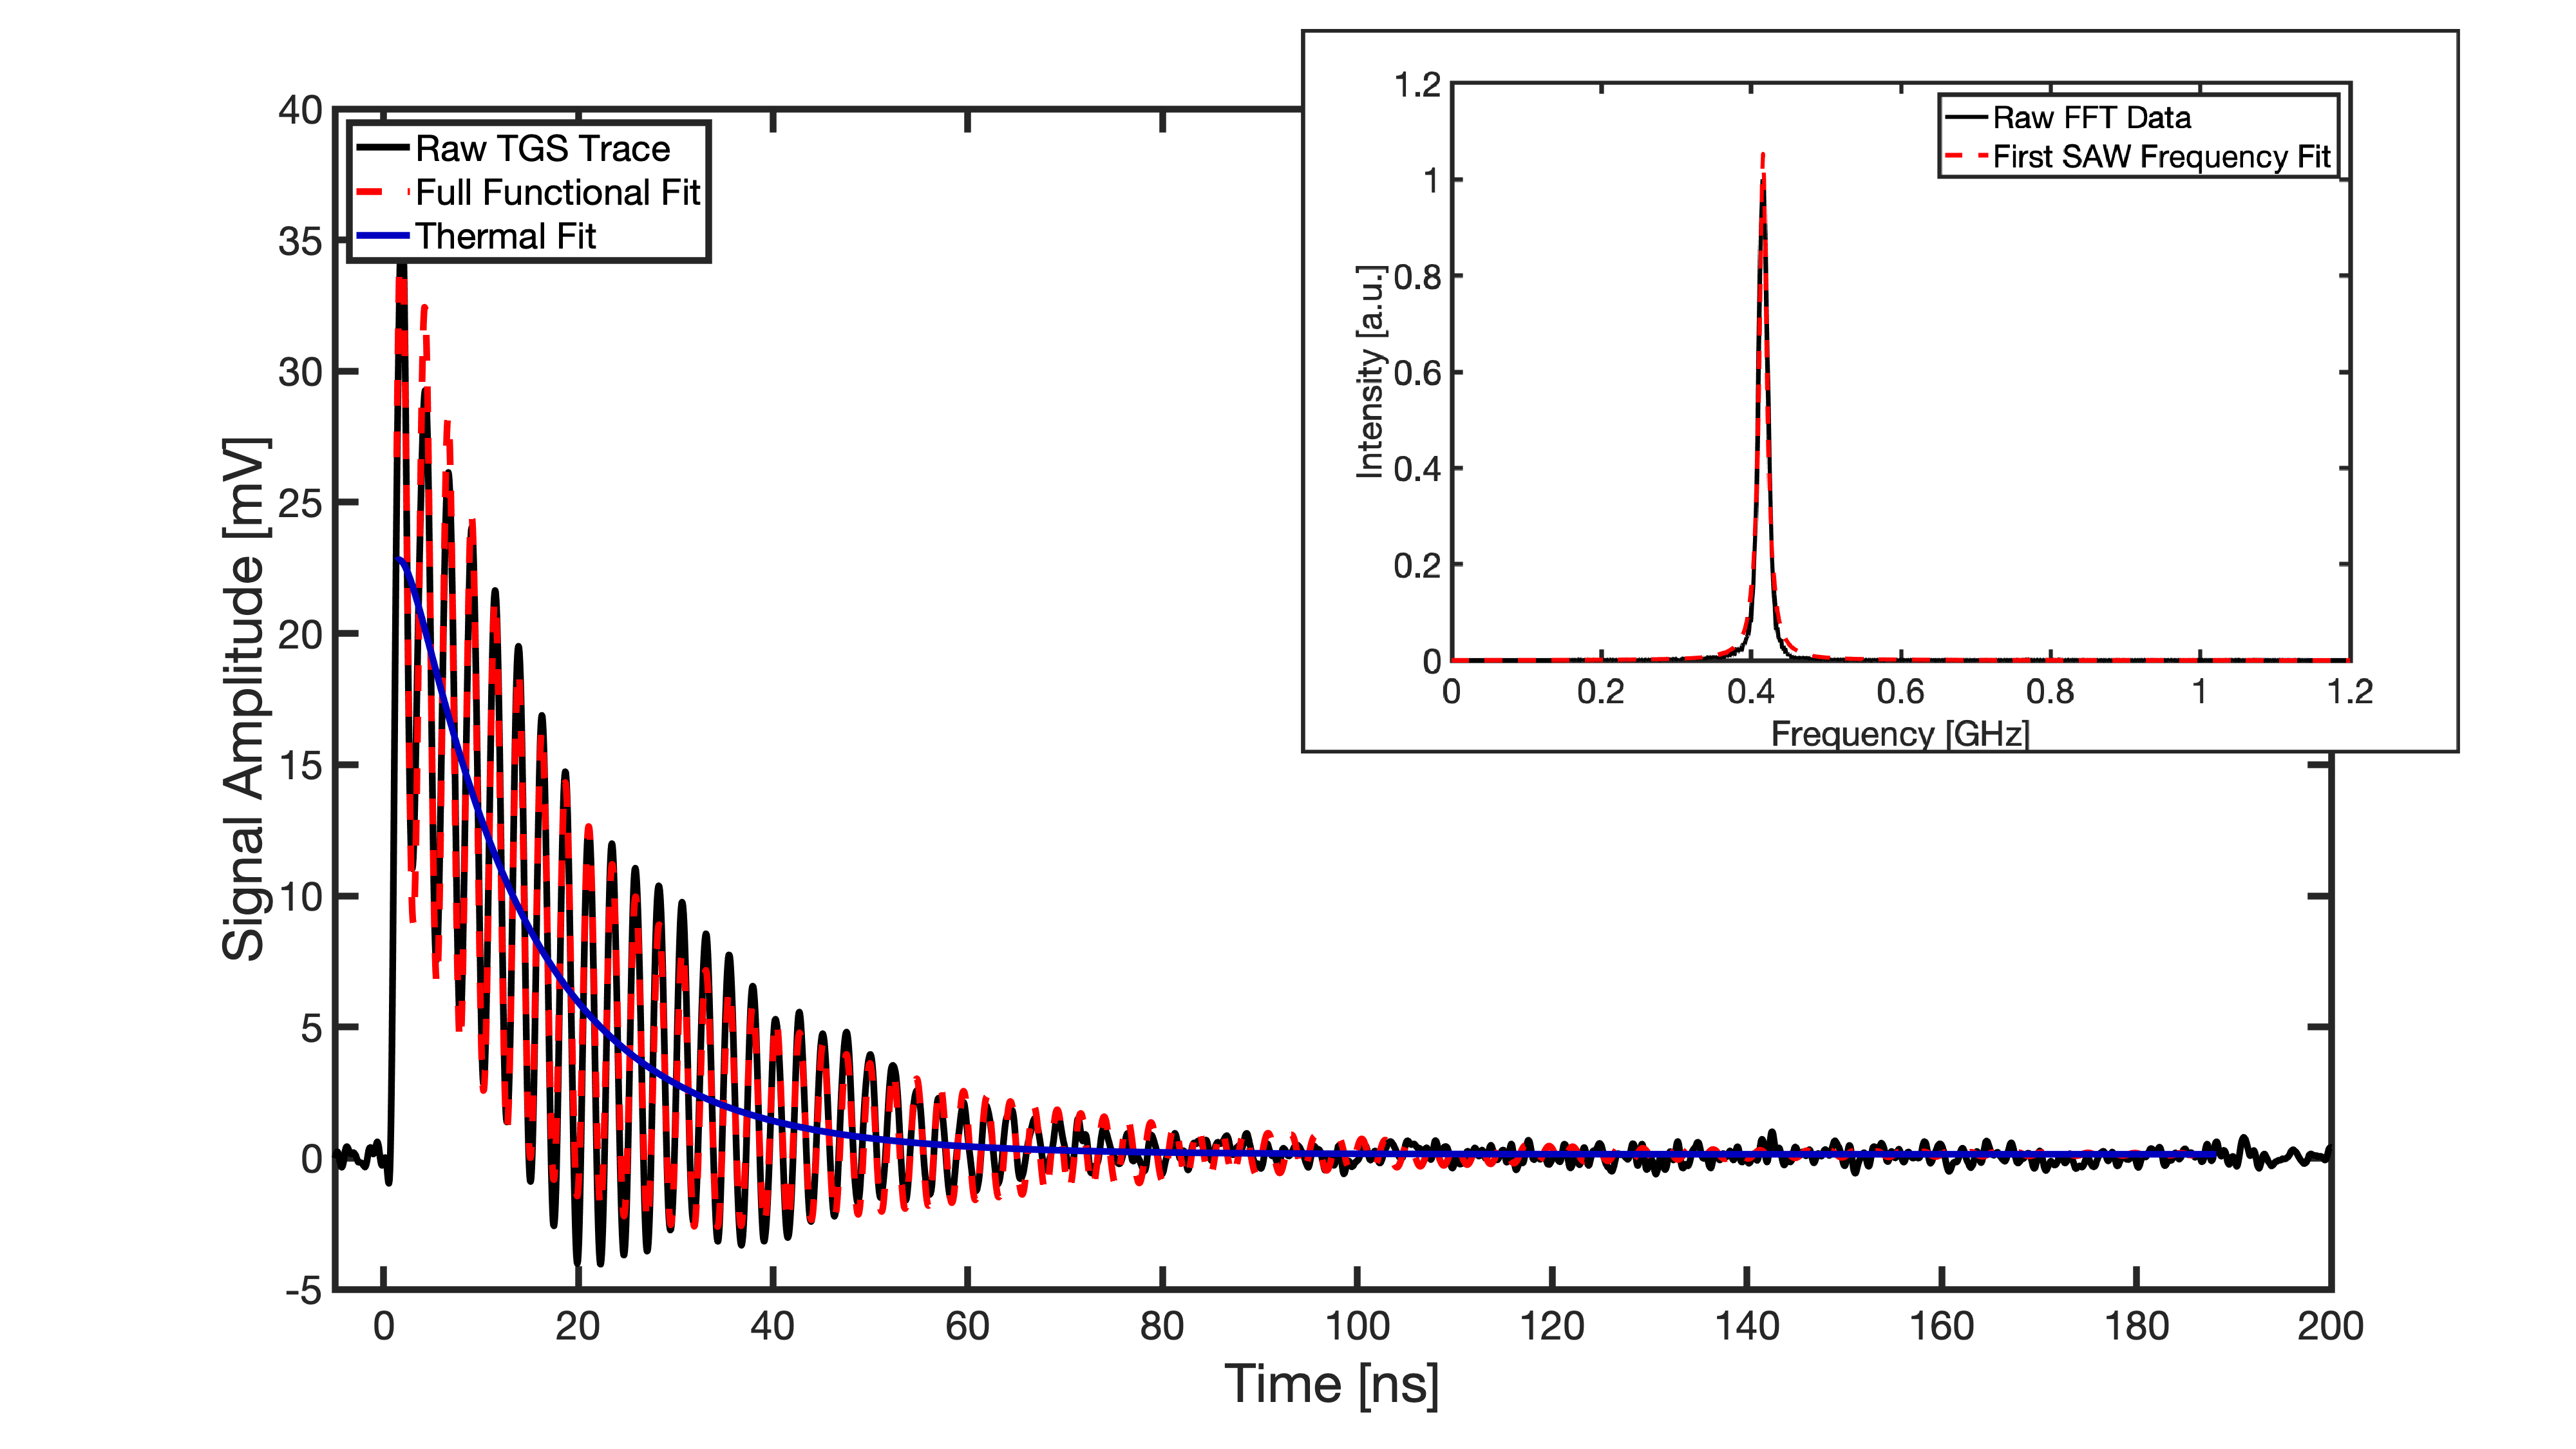 1.2
1
0.8
0.6
0.4
0.2
0
Intensity [a.u.]
Raw FFT Data
First SAW Frequency Fit
0 0.2 0.4 0.6 0.8 1 1.2
Frequency [GHz]
40
35
30
25
20
15
10
5
0
-5
Signal Amplitude [mV]
Raw TGS Trace
Full Functional Fit
Thermal Fit
0 20 40 60 80 100 120 140 160 180 200
Time [ns]